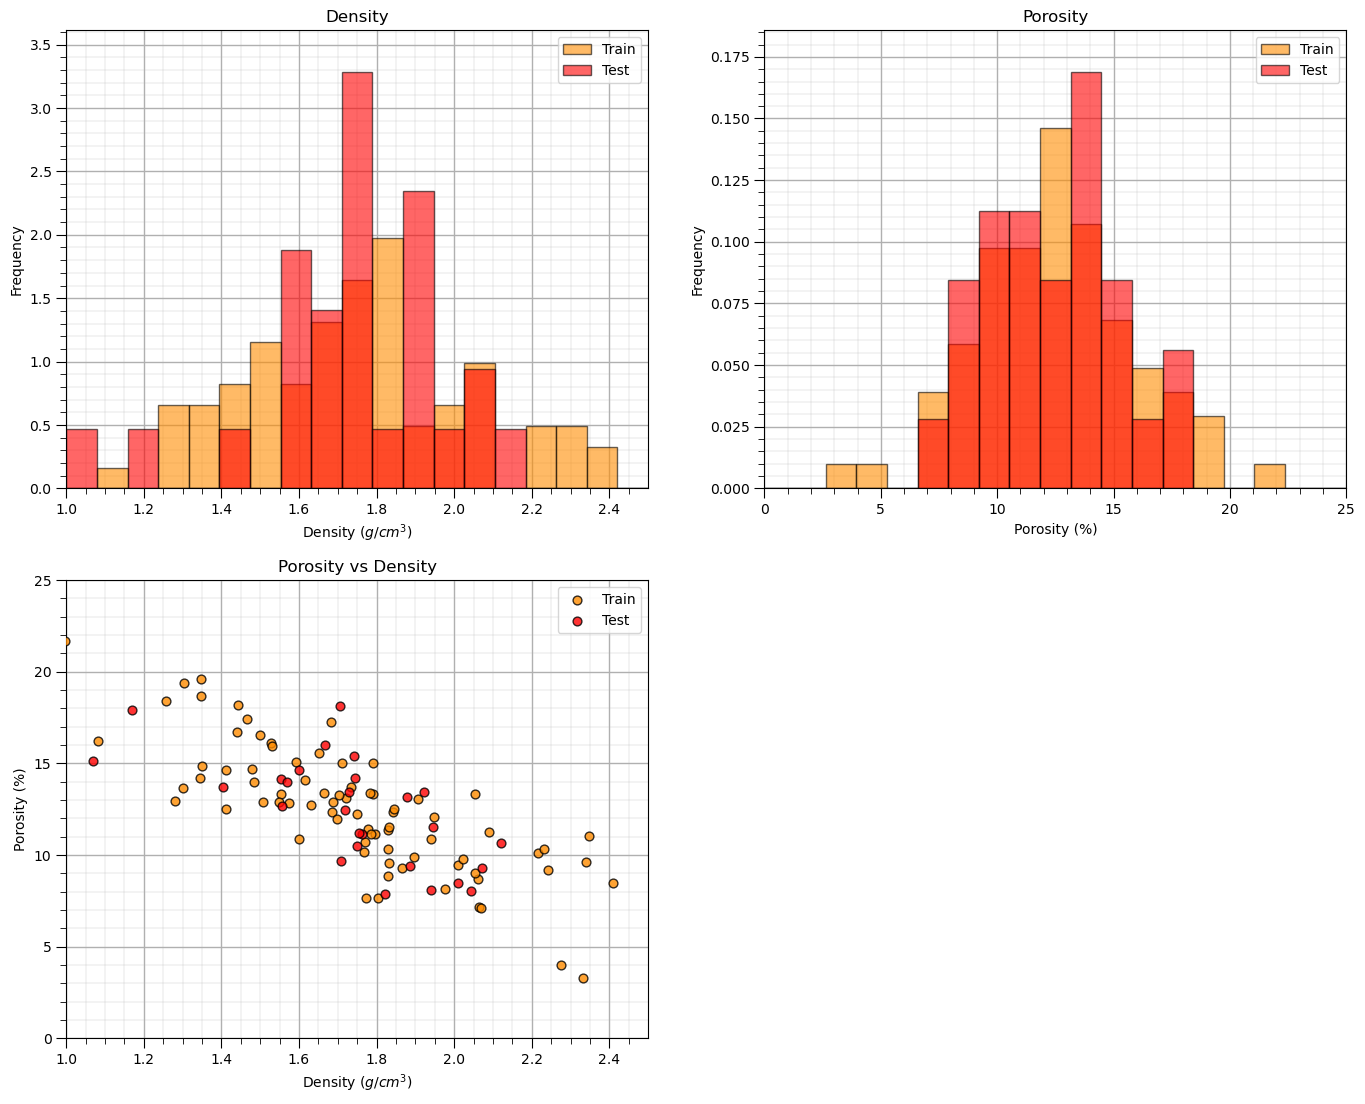 Density
3.5
3.0
2.5
2.0
1.5
1.0
0.5
0.0
Frequency
Train
Test
1.0 1.2 1.4 1.6 1.8 2.0 2.2 2.4
Density (g/cm³)
Porosity
0.175
0.150
0.125
0.100
0.075
0.050
0.025
0.000
Frequency
Train
Test
0 5 10 15 20 25
Porosity (%)
Porosity vs Density
25
20
15
10
5
0
Porosity (%)
Train
Test
1.0 1.2 1.4 1.6 1.8 2.0 2.2 2.4
Density (g/cm³)